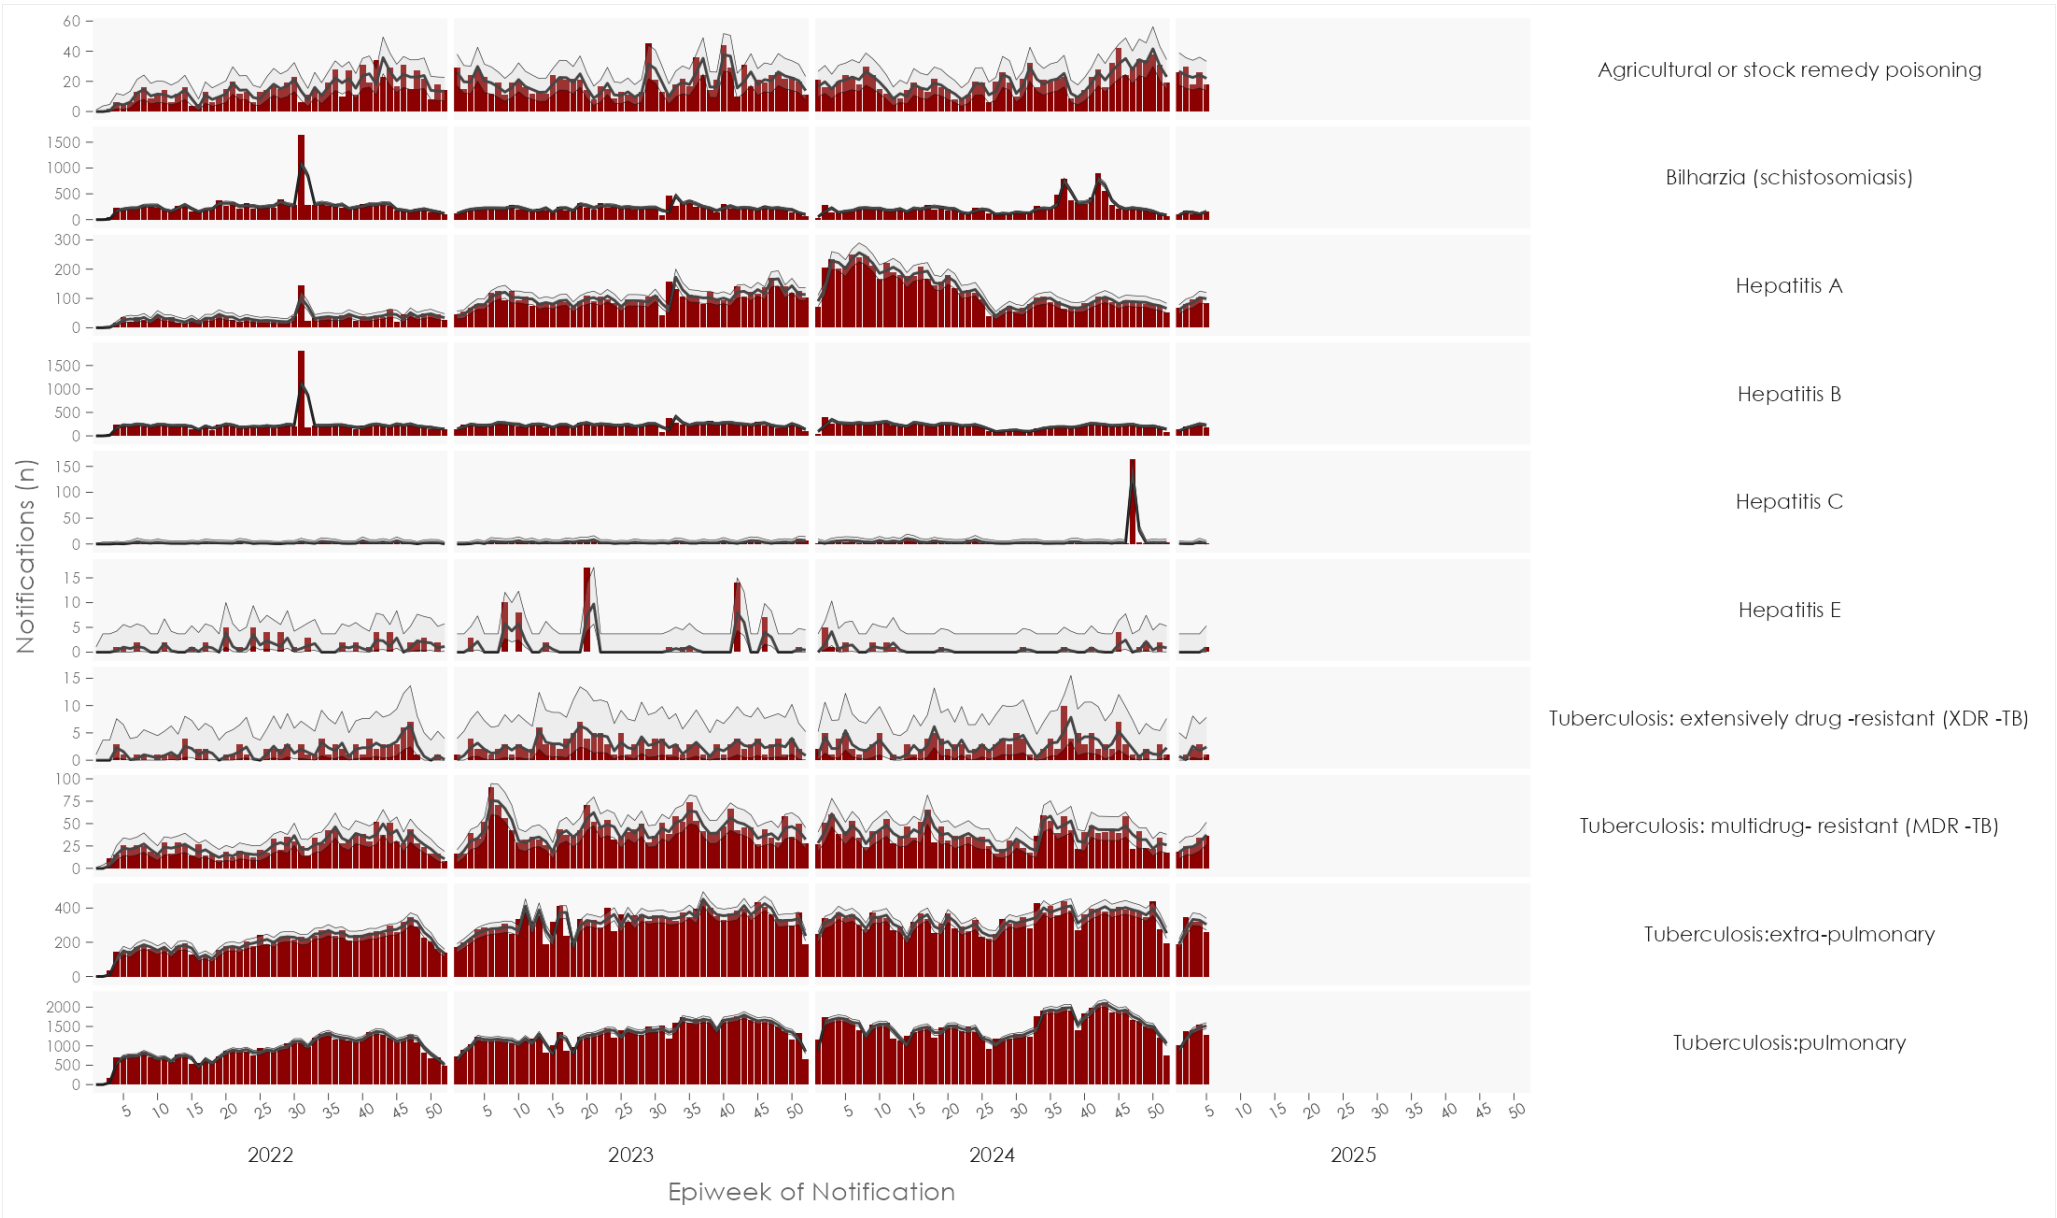 60
40
20
0
Agricultural or stock remedy poisoning
1500
1000
500
0
Bilharzia (schistosomiasis)
300
200
100
0
Hepatitis A
1500
1000
500
0
Hepatitis B
150
100
50
0
Hepatitis C
15
10
5
0
Hepatitis E
15
10
5
0
Tuberculosis: extensively drug -resistant (XDR -TB)
100
75
50
25
0
Tuberculosis: multidrug- resistant (MDR -TB)
400
200
0
Tuberculosis:extra-pulmonary
2000
1500
1000
500
0
Tuberculosis:pulmonary
Notifications (n)
5 10 15 20 25 30 35 40 45 50 5 10 15 20 25 30 35 40 45 50 5 10 15 20 25 30 35 40 45 50 5 10 15 20 25 30 35 40 45 50
2022 2023 2024 2025
Epiweek of Notification